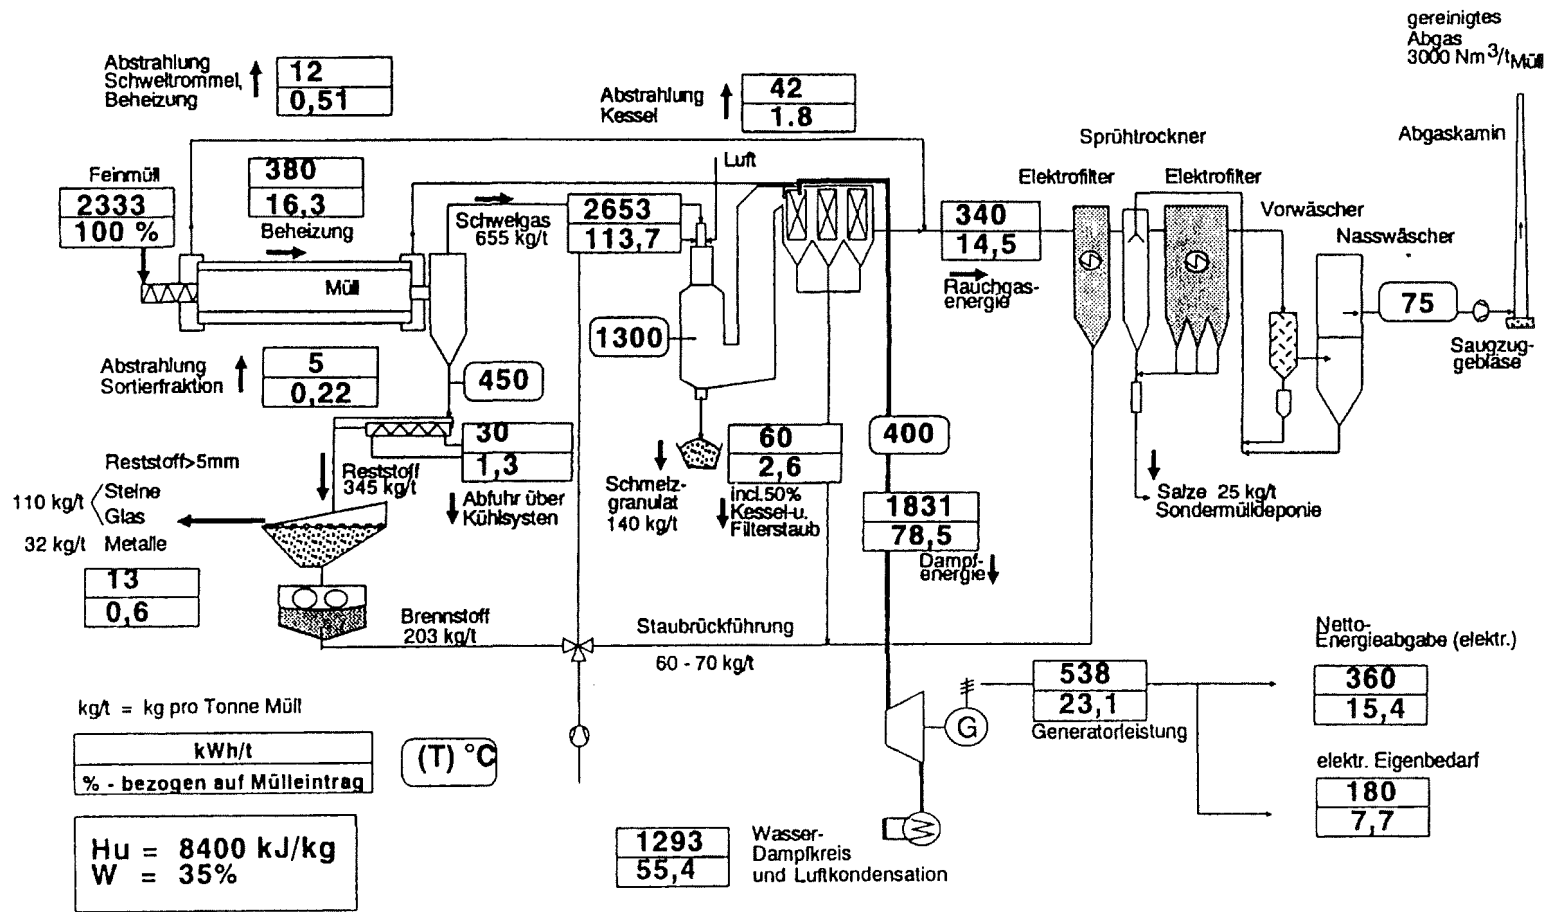 gereinigtes
Abgas
3000 Nm³/tMüll
Abstrahlung
Schweltrommel,
Beheizung
12
0,51
Abstrahlung
Kessel
42
1.8
Sprühtrockner
Abgaskamin
Feinmüll
2333
100 %
380
16,3
Beheizung
Luft
Schwelgas
655 kg/t
2653
113,7
Elektrofilter
Elektrofilter
340
14,5
Rauchgas-
energie
Vorwäscher
Nasswäscher
Müll
75
Saugzug-
gebläse
1300
Abstrahlung
Sortierfraktion
5
0,22
450
400
30
1,3
Abfuhr über
Kühlsysten
60
2,6
incl.50%
Kessel-u.
Filterstaub
Reststoff>5mm
Steine
110 kg/t
Glas
32 kg/t Metalle
Reststoff
345 kg/t
Schmelz-
granulat
140 kg/t
1831
78,5
Dampf-
energie
Salze 25 kg/t
Sondermülldeponie
13
0,6
Brennstoff
203 kg/t
Staubrückführung
60 - 70 kg/t
Netto-
Energieabgabe (elektr.)
360
15,4
538
23,1
Generatorleistung
G
kg/t = kg pro Tonne Müll
kWh/t
% - bezogen auf Mülleintrag
(T) °C
elektr. Eigenbedarf
180
7,7
Hu = 8400 kJ/kg
W = 35%
1293
55,4
Wasser-
Dampfkreis
und Luftkondensation